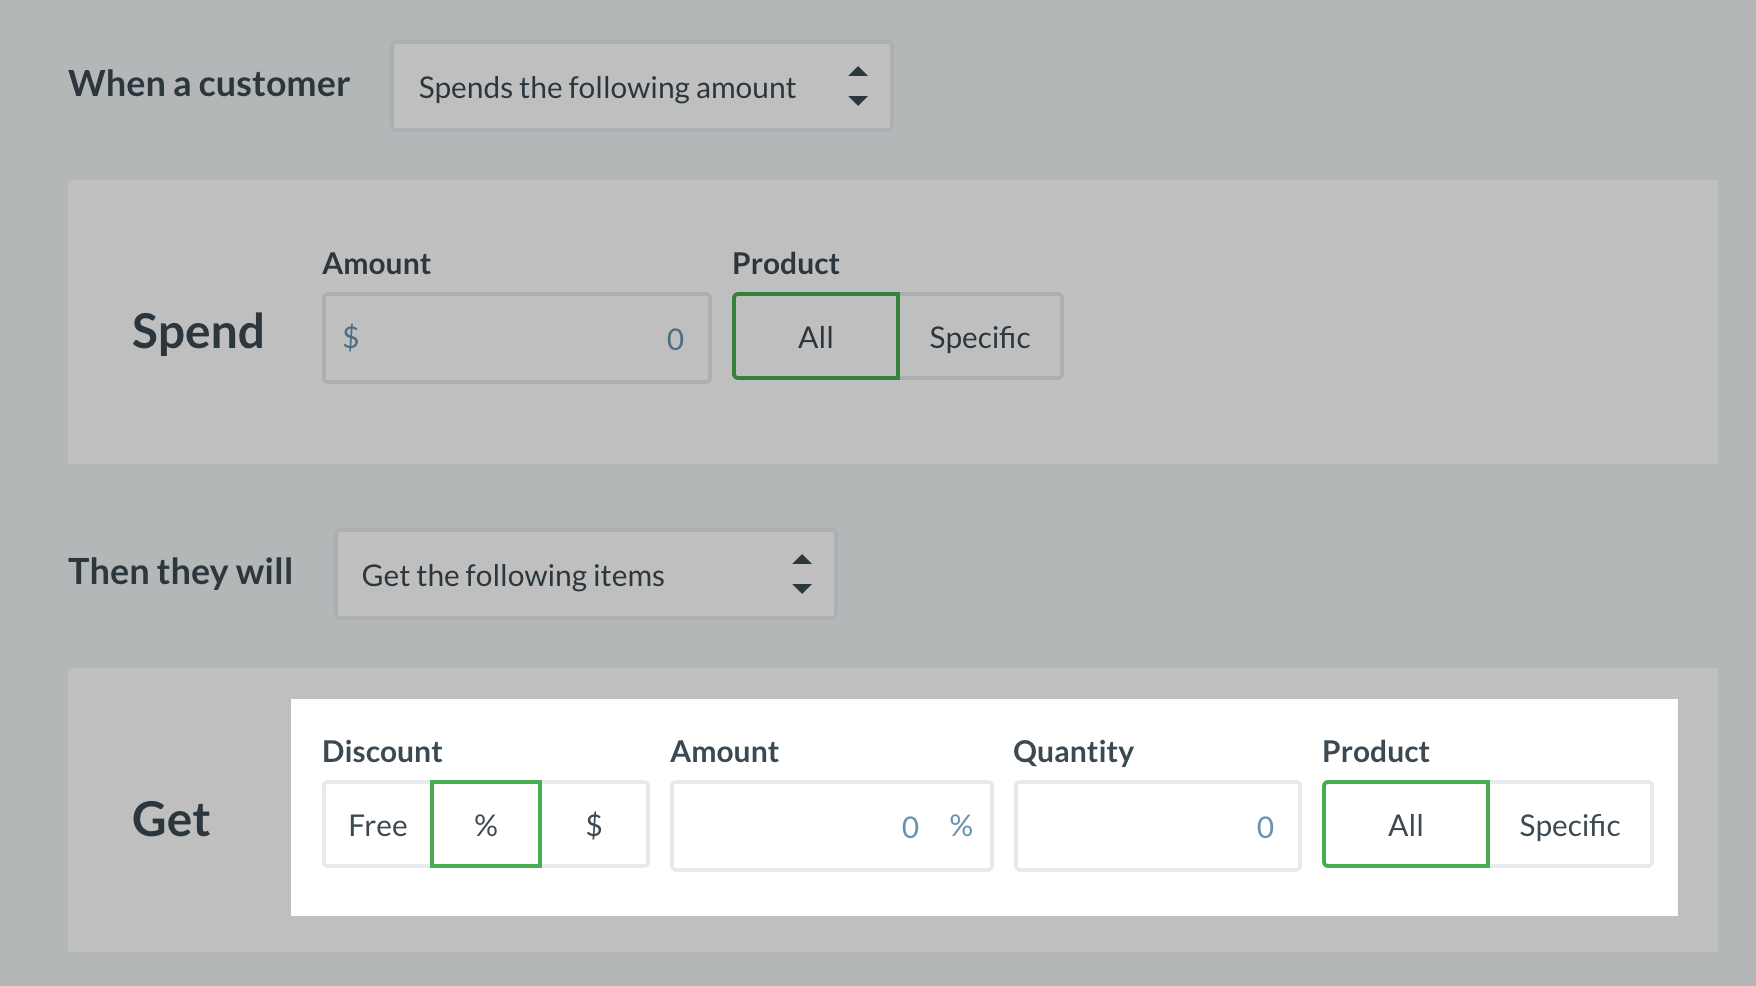 When a customer Spends the following amount
Amount Product
Spend $ 0 All Specific
Then they will Get the following items
Discount Amount Quantity Product
Get Free % $ 0 % 0 All Specific